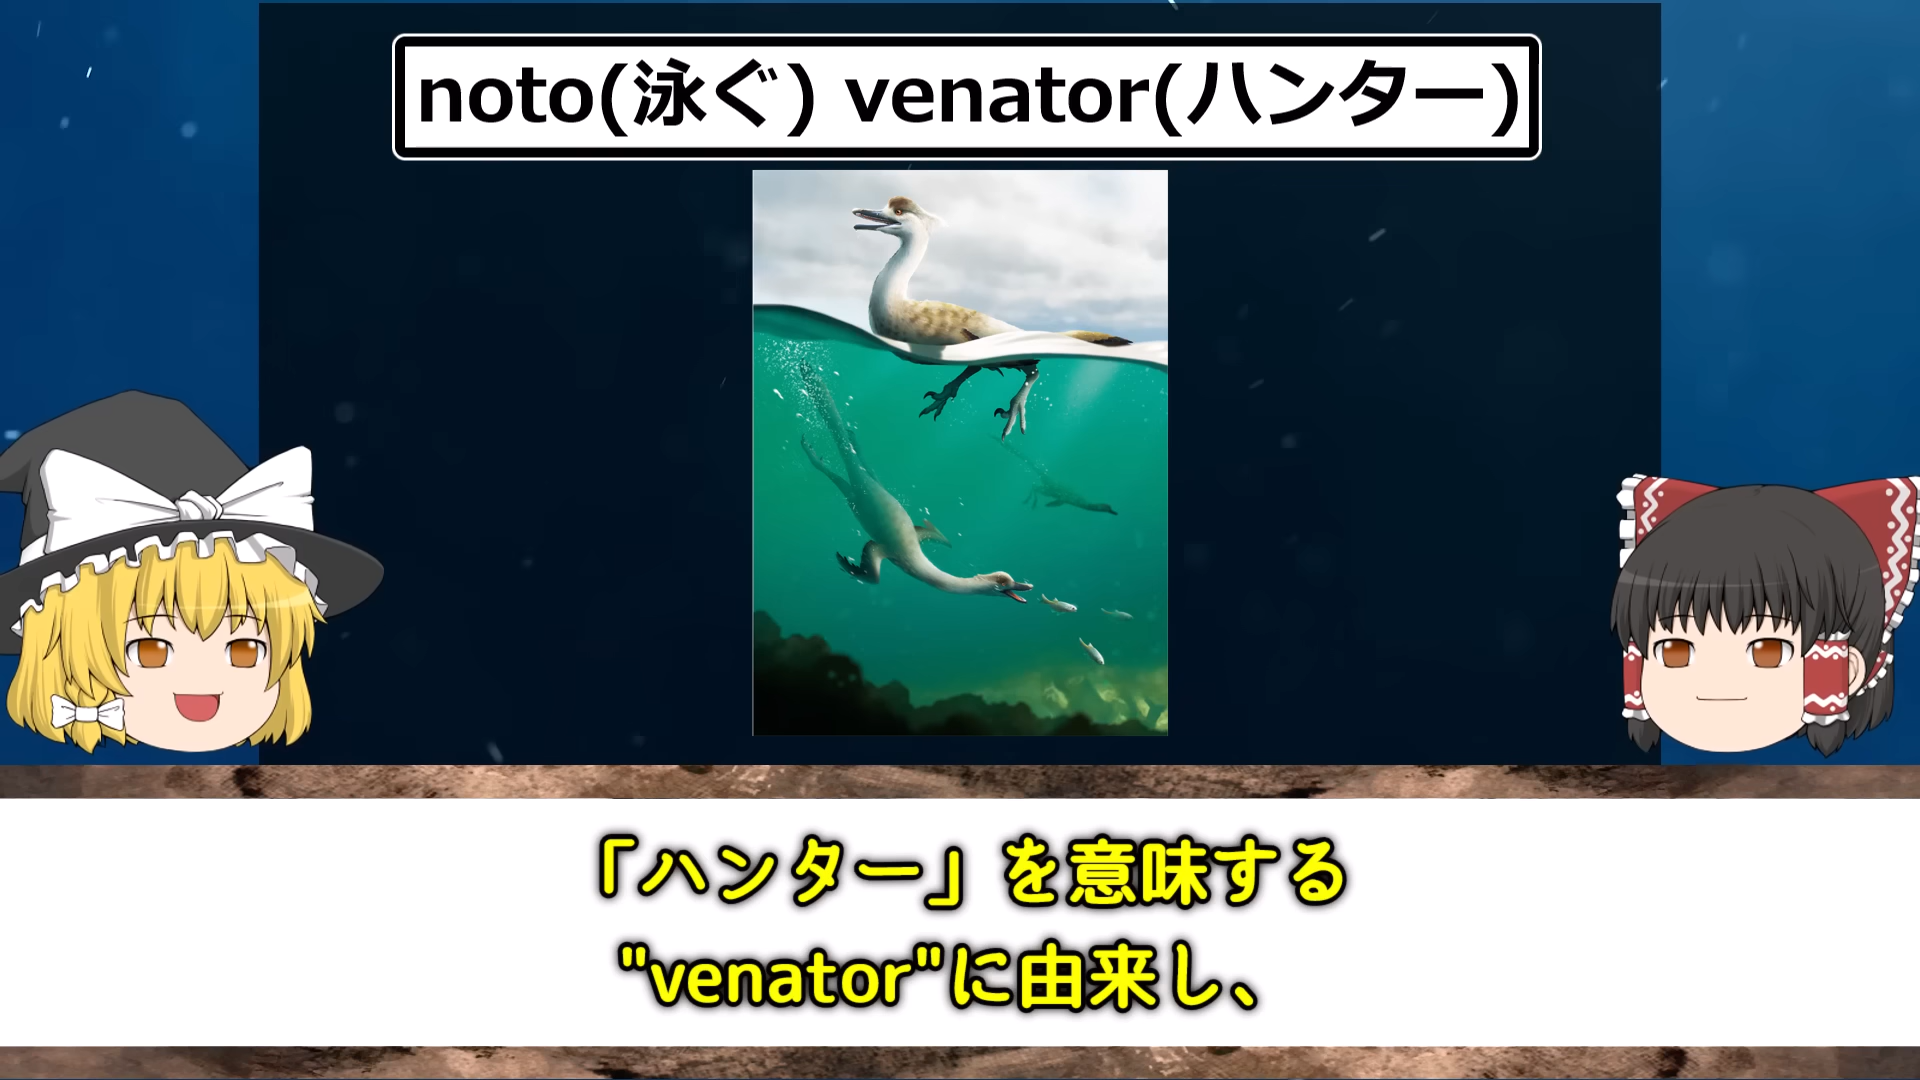 noto(泳ぐ) venator(ハンター)
「ハンター」を意味する
"venator"に由来し、